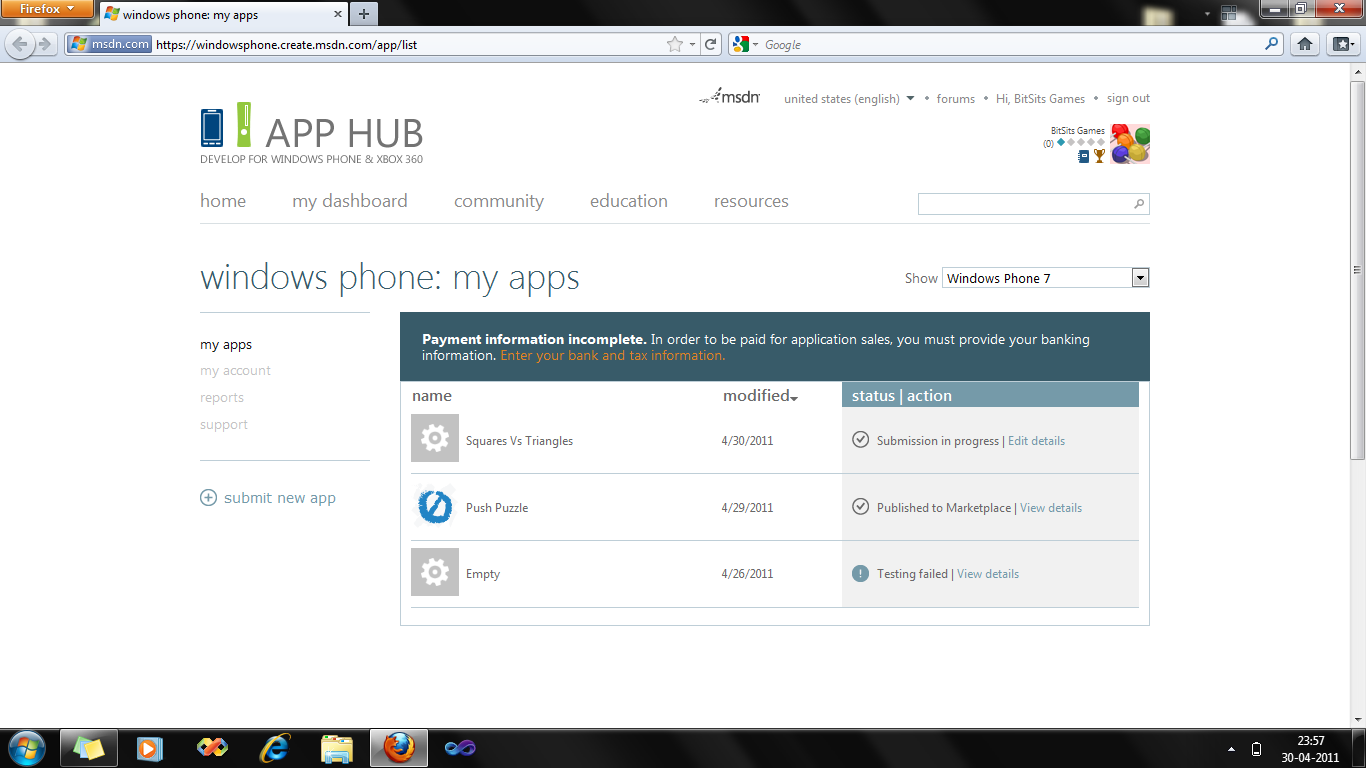 Firefox
windows phone: my apps
msdn.com https://windowsphone.create.msdn.com/app/list
Google
msdn united states (english) • forums • Hi, BitSits Games • sign out
APP HUB
DEVELOP FOR WINDOWS PHONE & XBOX 360
BitSits Games
(0)
home my dashboard community education resources
windows phone: my apps
Show Windows Phone 7
my apps
my account
reports
support
submit new app
Payment information incomplete. In order to be paid for application sales, you must provide your banking
information. Enter your bank and tax information.
name modified status | action
Squares Vs Triangles 4/30/2011 Submission in progress | Edit details
Push Puzzle 4/29/2011 Published to Marketplace | View details
Empty 4/26/2011 Testing failed | View details
23:57
30-04-2011